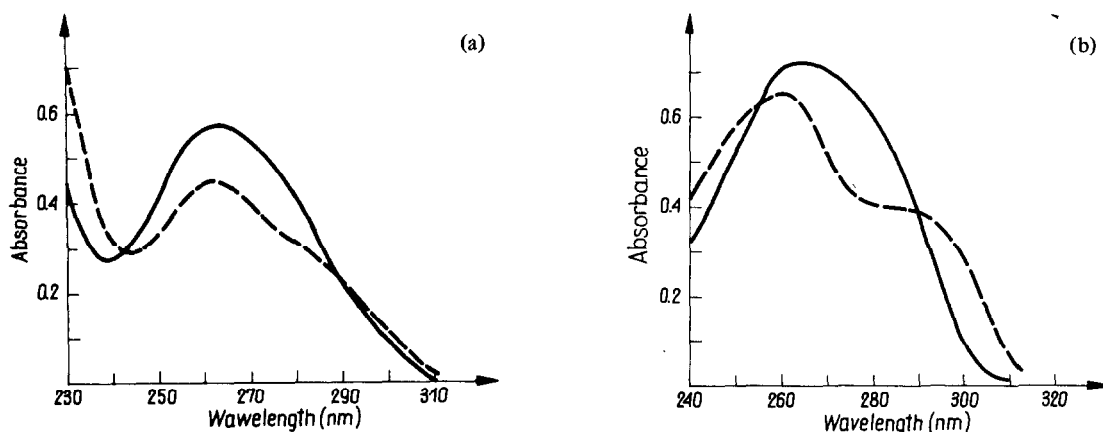 (a)
Absorbance
0.6
0.4
0.2
230 250 270 290 310
Wawelength (nm)
(b)
Absorbance
0.6
0.4
0.2
240 260 280 300 320
Wavelength (nm)